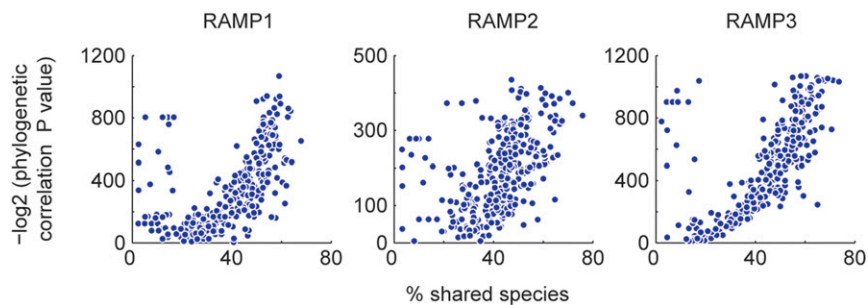 RAMP1 RAMP2 RAMP3
−log2 (phylogenetic
correlation P value)
1200 500 1200
800 300 800
400 100 400
0 0 0
0 40 80 0 40 80 0 40 80
% shared species